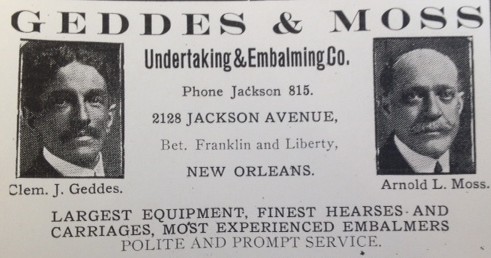 GEDDES & MOSS
Undertaking & Embalming Co.
Phone Jackson 815.
2128 JACKSON AVENUE,
Bet. Franklin and Liberty,
NEW ORLEANS.
Clem. J. Geddes.
Arnold L. Moss.
LARGEST EQUIPMENT, FINEST HEARSES AND
CARRIAGES, MOST EXPERIENCED EMBALMERS
POLITE AND PROMPT SERVICE.